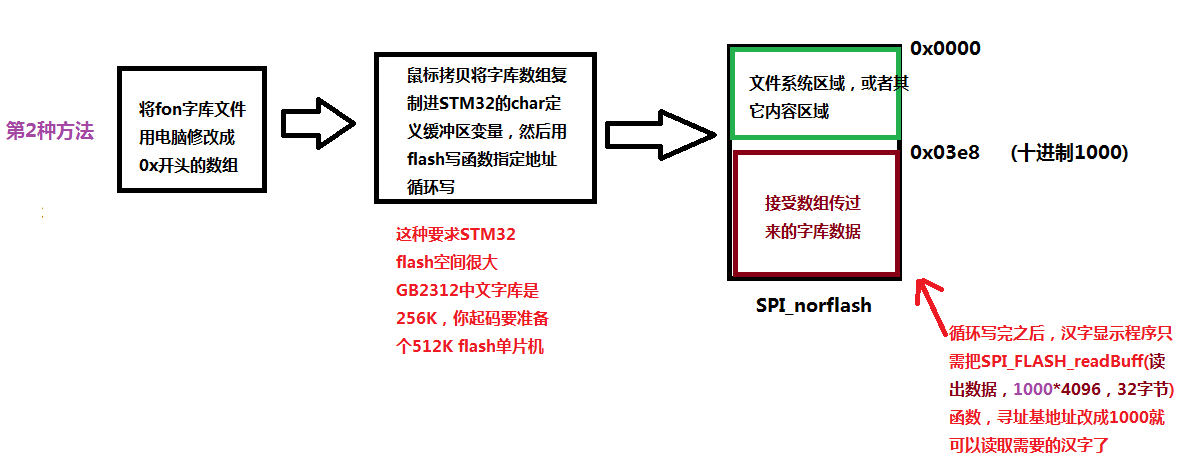 第2种方法
将fon字库文件
用电脑修改成
0x开头的数组
鼠标拷贝将字库数组复
制进STM32的char定
义缓冲区变量，然后用
flash写函数指定地址
循环写
这种要求STM32
flash空间很大
GB2312中文字库是
256K，你起码要准备
个512K flash单片机
0x0000
文件系统区域，或者其
它内容区域
0x03e8 (十进制1000)
接受数组传过
来的字库数据
SPI_norflash
循环写完之后，汉字显示程序只
需把SPI_FLASH_readBuff(读
出数据，1000*4096，32字节)
函数，寻址基地址改成1000就
可以读取需要的汉字了